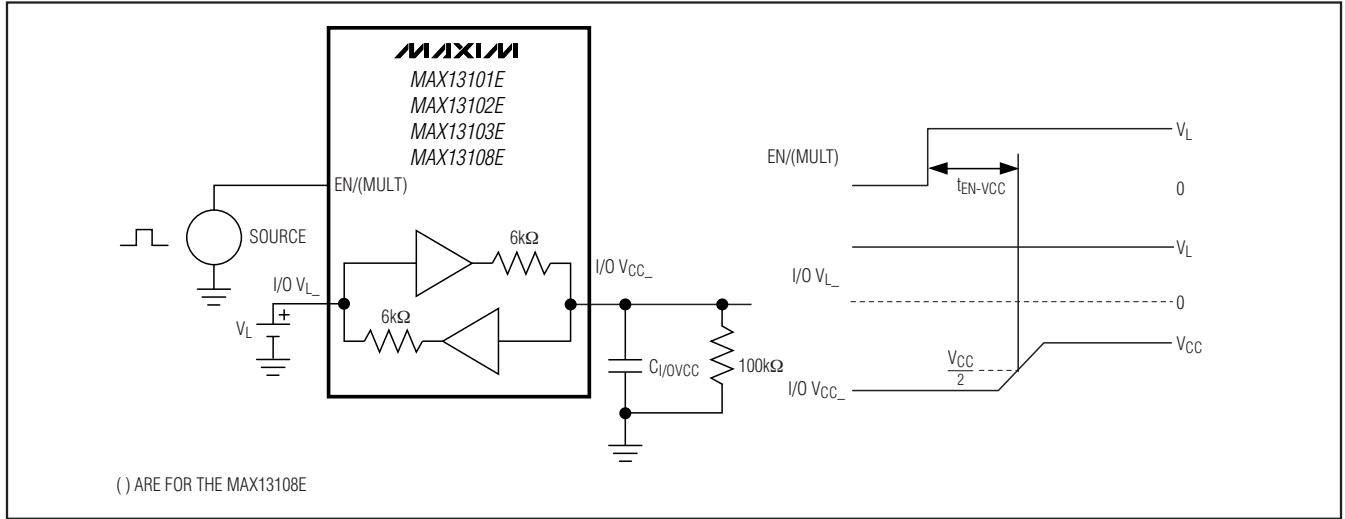 MAXIM
MAX13101E
MAX13102E
MAX13103E
MAX13108E
EN/(MULT)
SOURCE
6kΩ
I/O VCC_
I/O VL_
6kΩ
VL
+
CI/OVCC
100kΩ
( ) ARE FOR THE MAX13108E
EN/(MULT)
VL
tEN-VCC
0
VL
I/O VL_
0
VCC
VCC
2
I/O VCC_